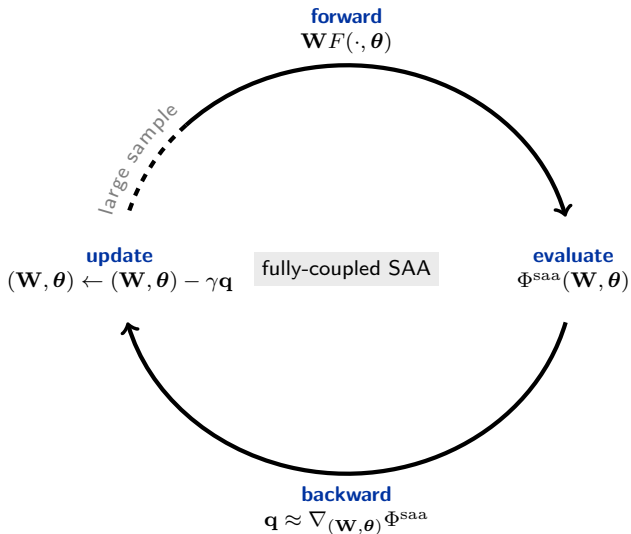 forward
𝐖F(·, 𝜽)
large sample
update
(𝐖, 𝜽) ← (𝐖, 𝜽) − γ𝐪
fully-coupled SAA
evaluate
Φ^saa(𝐖, 𝜽)
backward
𝐪 ≈ ∇_(𝐖,𝜽)Φ^saa